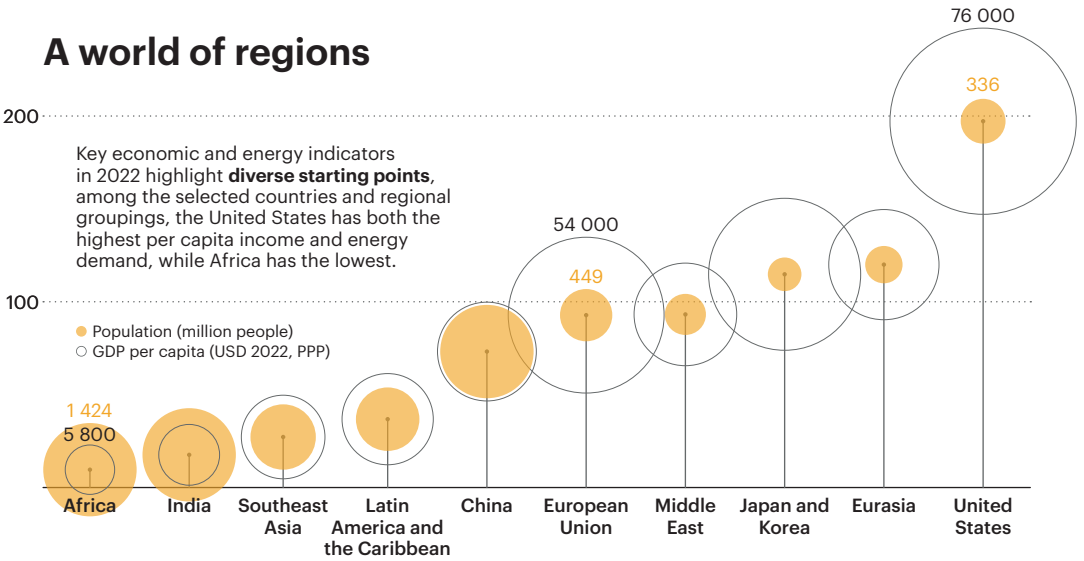 A world of regions
76 000
336
200
Key economic and energy indicators
in 2022 highlight diverse starting points,
among the selected countries and regional
groupings, the United States has both the
highest per capita income and energy
demand, while Africa has the lowest.
54 000
449
100
Population (million people)
GDP per capita (USD 2022, PPP)
1 424
5 800
Africa
India
Southeast
Asia
Latin
America and
the Caribbean
China
European
Union
Middle
East
Japan and
Korea
Eurasia
United
States